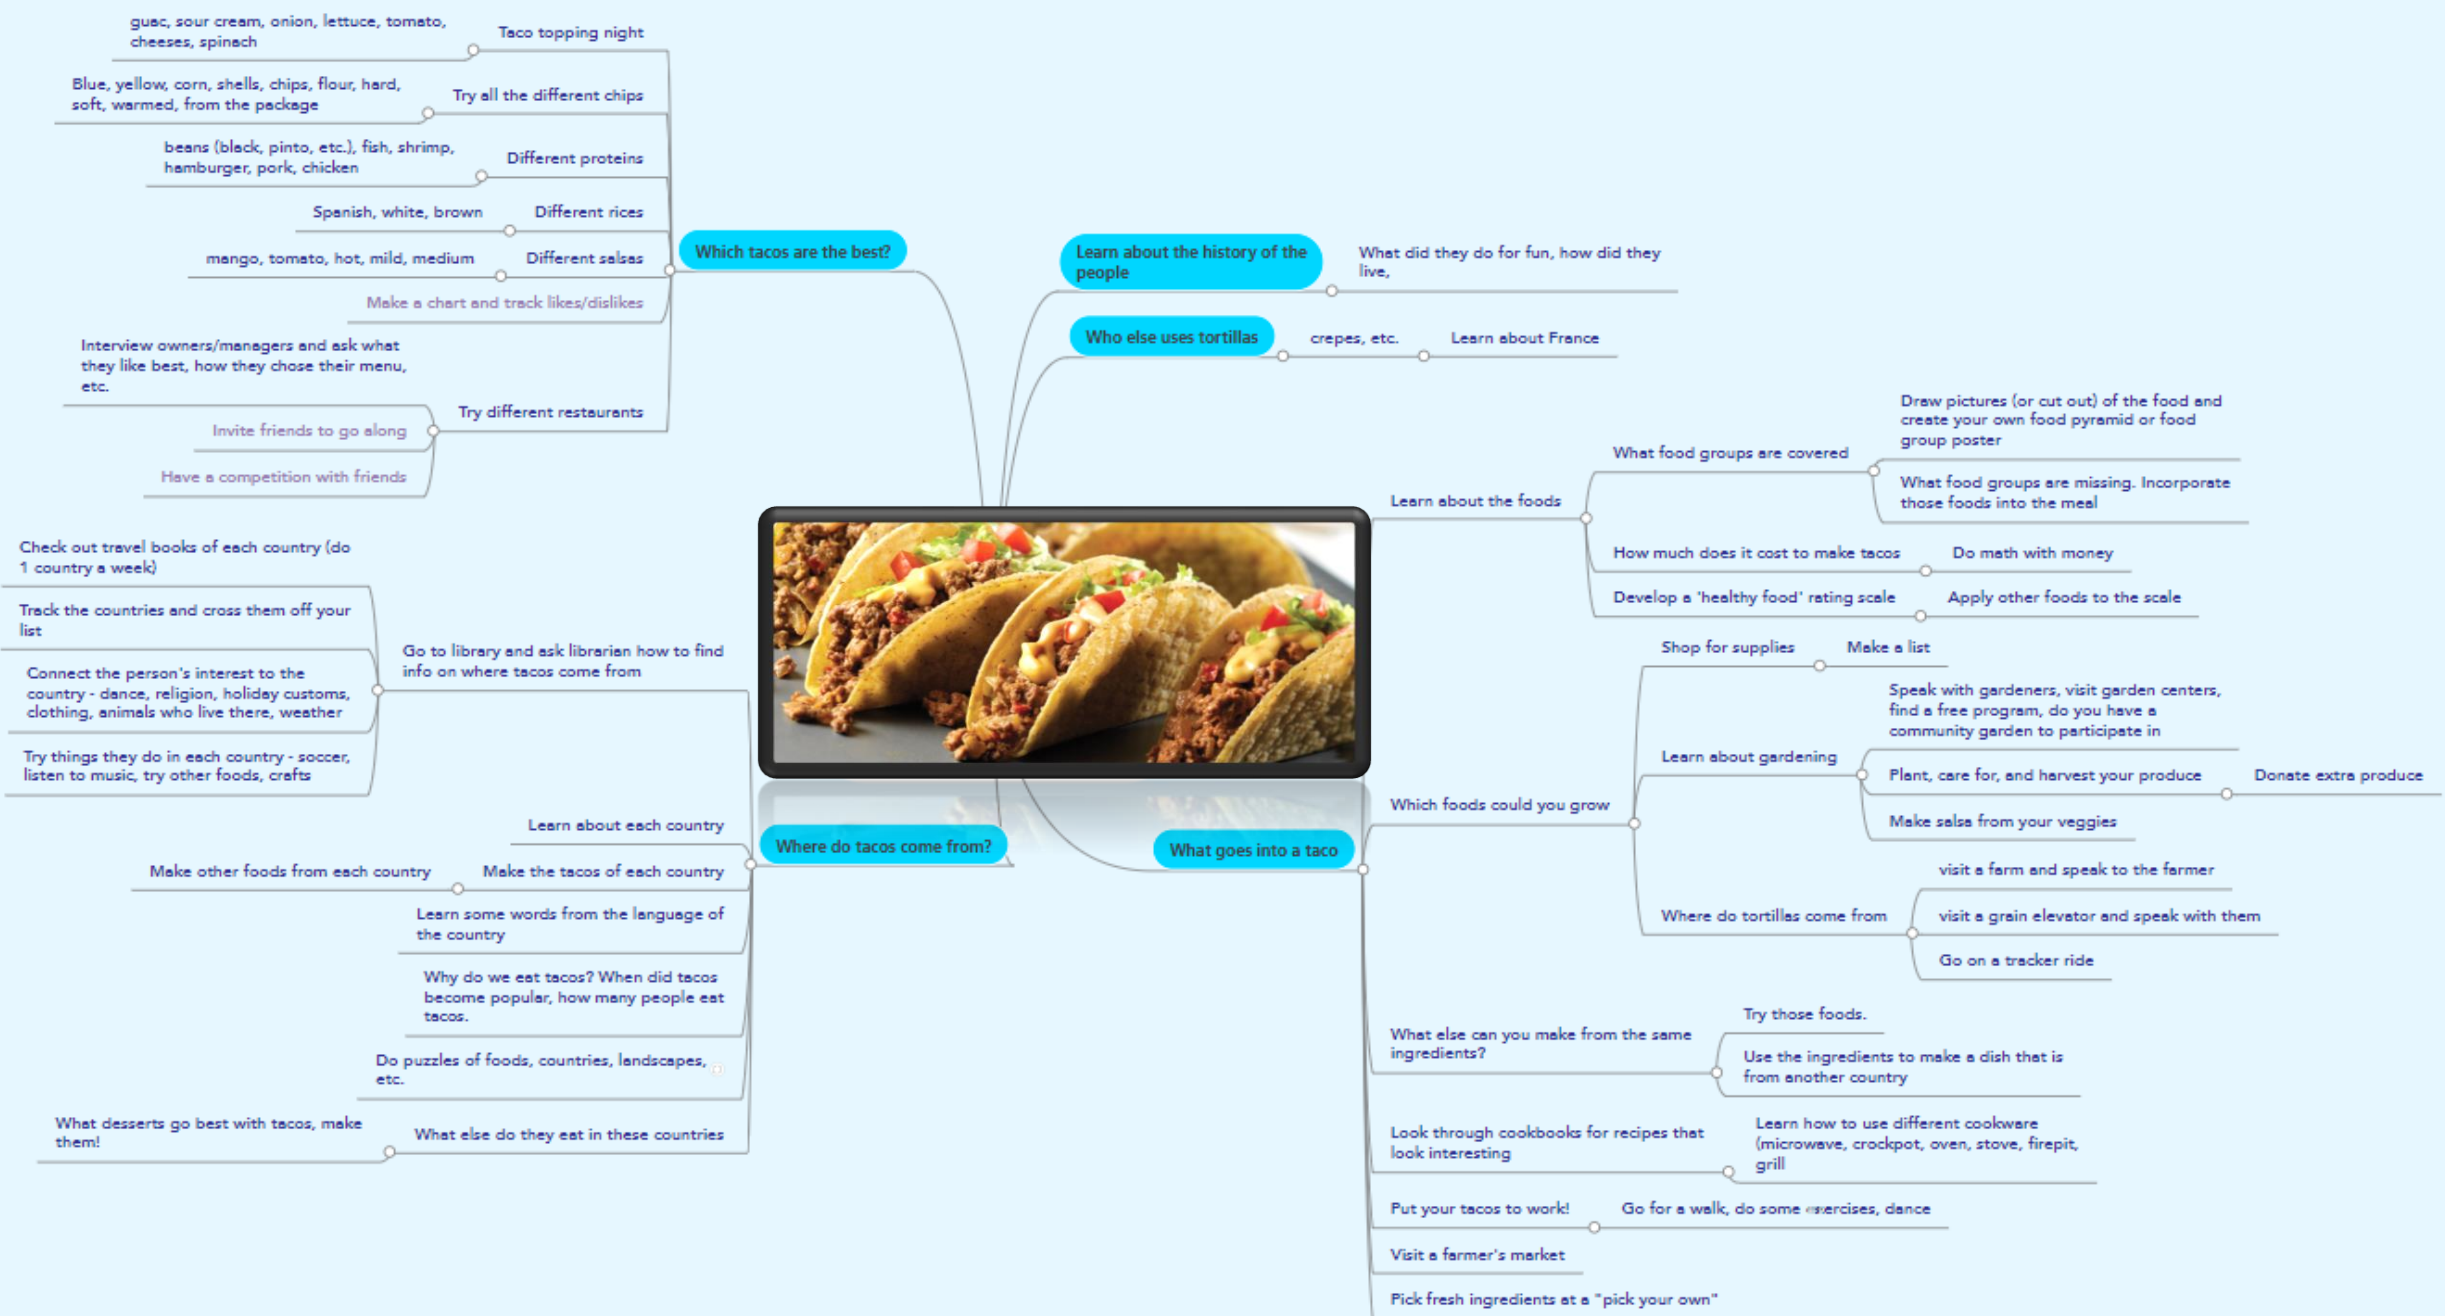 guac, sour cream, onion, lettuce, tomato,
cheeses, spinach
Taco topping night
Blue, yellow, corn, shells, chips, flour, hard,
soft, warmed, from the package
Try all the different chips
beans (black, pinto, etc.), fish, shrimp,
hamburger, pork, chicken
Different proteins
Spanish, white, brown
Different rices
mango, tomato, hot, mild, medium
Different salsas
Make a chart and track likes/dislikes
Interview owners/managers and ask what
they like best, how they chose their menu,
etc.
Invite friends to go along
Have a competition with friends
Try different restaurants
Which tacos are the best?
Learn about the history of the
people
What did they do for fun, how did they
live,
Who else uses tortillas
crepes, etc.
Learn about France
Check out travel books of each country (do
1 country a week)
Track the countries and cross them off your
list
Connect the person's interest to the
country - dance, religion, holiday customs,
clothing, animals who live there, weather
Try things they do in each country - soccer,
listen to music, try other foods, crafts
Go to library and ask librarian how to find
info on where tacos come from
Learn about each country
Make other foods from each country
Make the tacos of each country
Learn some words from the language of
the country
Why do we eat tacos? When did tacos
become popular, how many people eat
tacos.
Do puzzles of foods, countries, landscapes,
etc.
What desserts go best with tacos, make
them!
What else do they eat in these countries
Where do tacos come from?
What goes into a taco
Learn about the foods
What food groups are covered
Draw pictures (or cut out) of the food and
create your own food pyramid or food
group poster
What food groups are missing. Incorporate
those foods into the meal
How much does it cost to make tacos
Do math with money
Develop a 'healthy food' rating scale
Apply other foods to the scale
Which foods could you grow
Shop for supplies
Make a list
Learn about gardening
Speak with gardeners, visit garden centers,
find a free program, do you have a
community garden to participate in
Plant, care for, and harvest your produce
Donate extra produce
Make salsa from your veggies
Where do tortillas come from
visit a farm and speak to the farmer
visit a grain elevator and speak with them
Go on a tracker ride
What else can you make from the same
ingredients?
Try those foods.
Use the ingredients to make a dish that is
from another country
Look through cookbooks for recipes that
look interesting
Learn how to use different cookware
(microwave, crockpot, oven, stove, firepit,
grill
Put your tacos to work!
Go for a walk, do some exercises, dance
Visit a farmer's market
Pick fresh ingredients at a "pick your own"